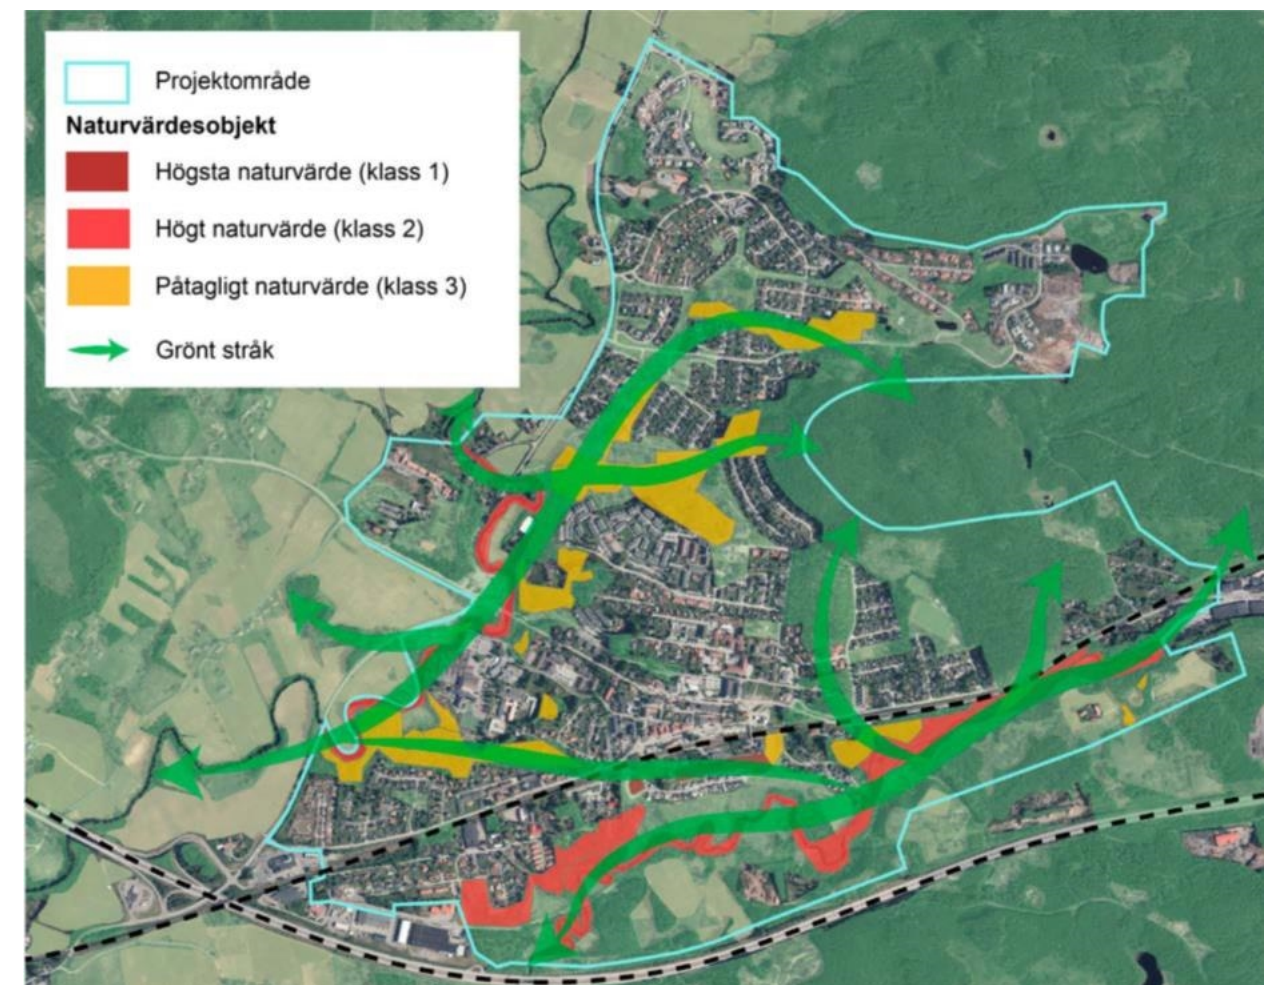 Projektområde
Naturvärdesobjekt
Högsta naturvärde (klass 1)
Högt naturvärde (klass 2)
Påtagligt naturvärde (klass 3)
Grönt stråk